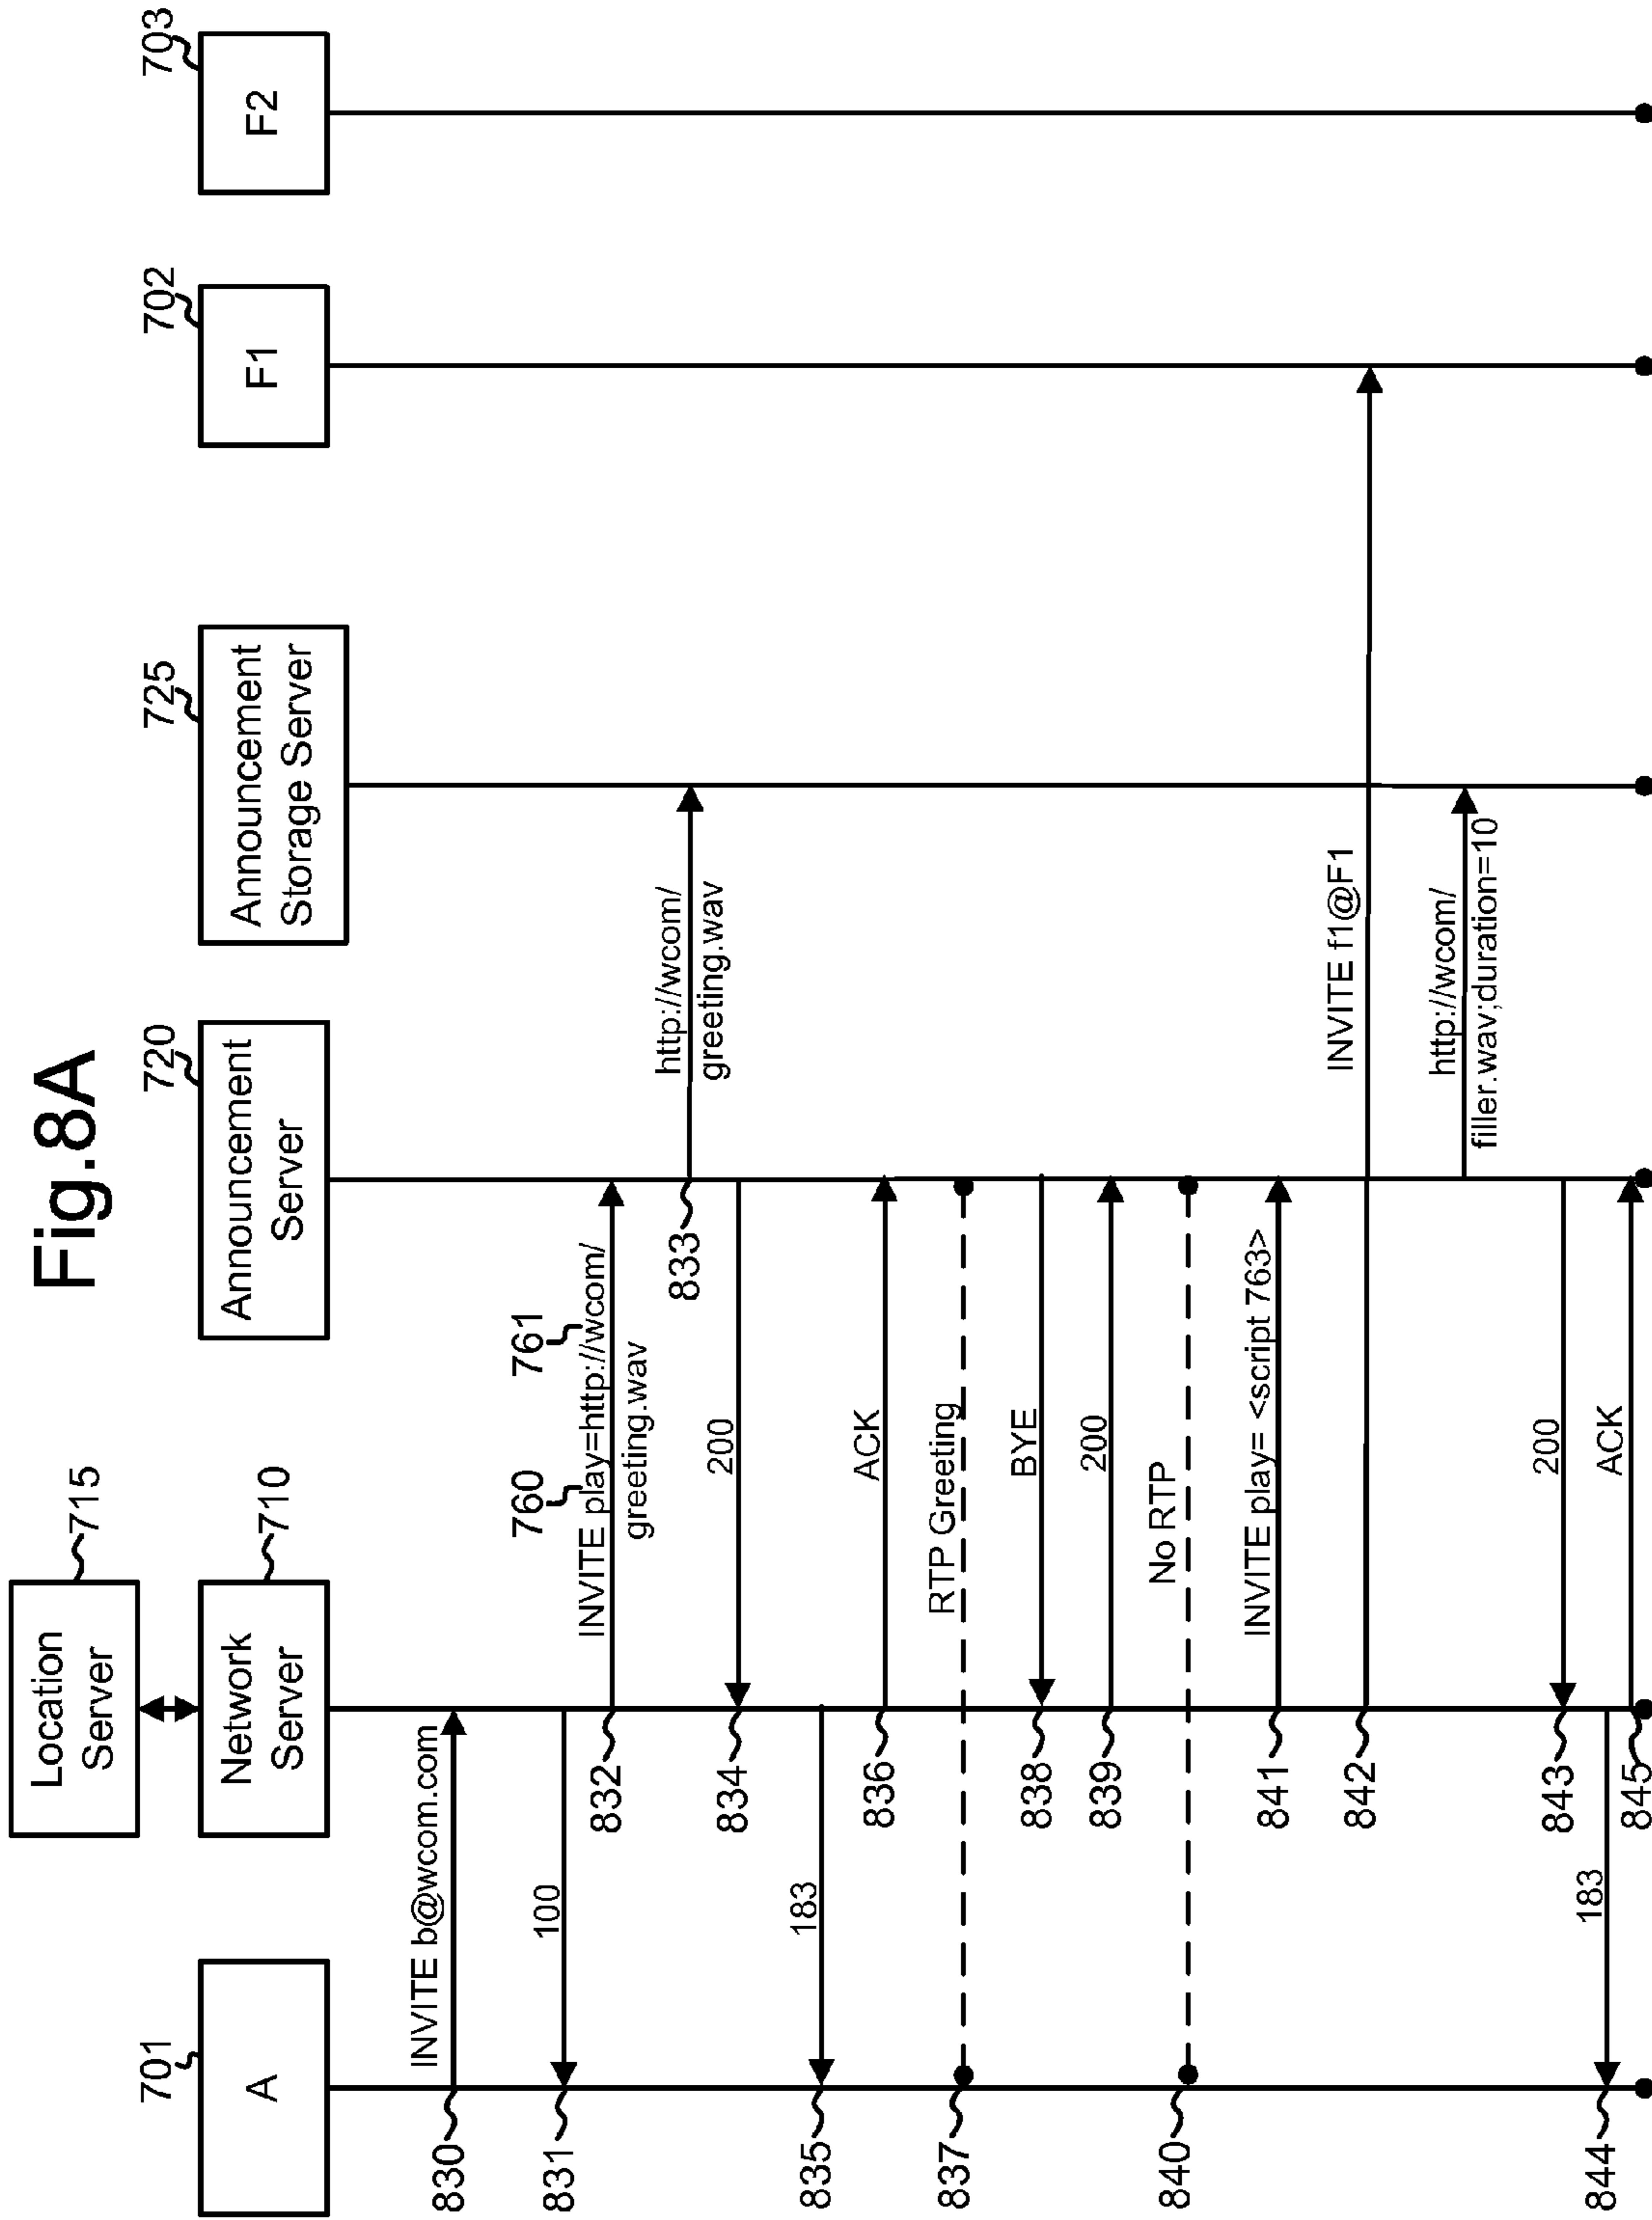 Fig.8A
Location
Server
715
701
A
Network
Server
710
720
Announcement
Server
725
Announcement
Storage Server
702
F1
703
F2
830
INVITE b@wcom.com
831
100
760
761
INVITE play=http://wcom/
greeting.wav
832
833
http://wcom/
greeting.wav
834
200
835
183
836
ACK
837
RTP Greeting
838
BYE
839
200
840
No RTP
841
INVITE play= <script 763>
842
INVITE f1@F1
http://wcom/
filler.wav;duration=10
843
200
844
183
845
ACK